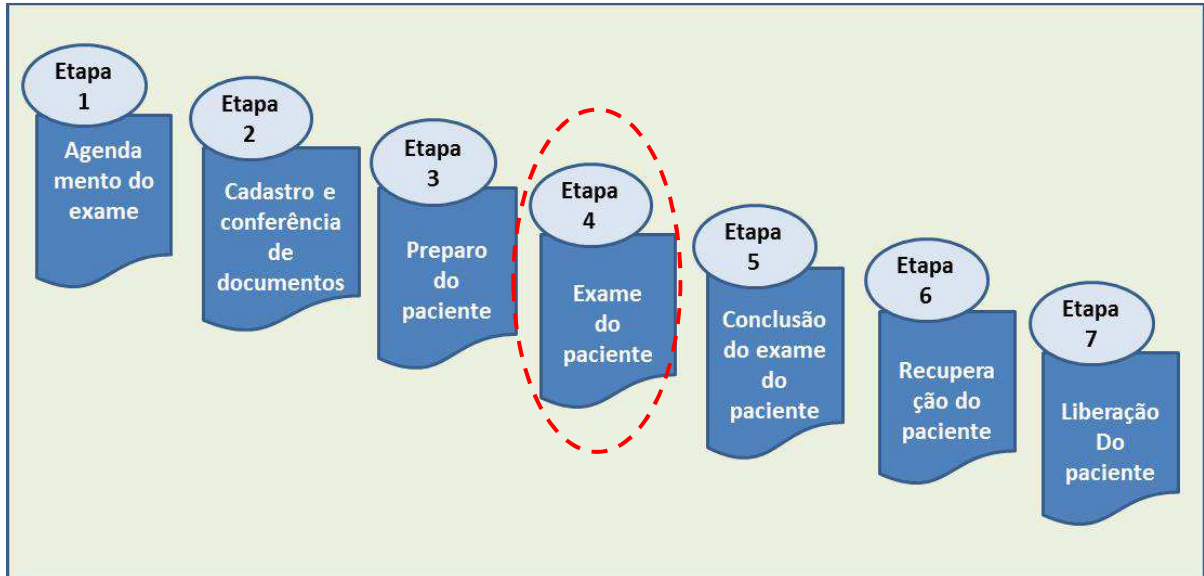 Etapa
1
Agenda
mento do
exame
Etapa
2
Cadastro e
conferência
de
documentos
Etapa
3
Preparo
do
paciente
Etapa
4
Exame
do
paciente
Etapa
5
Conclusão
do exame
do
paciente
Etapa
6
Recupera
ção do
paciente
Etapa
7
Liberação
Do
paciente